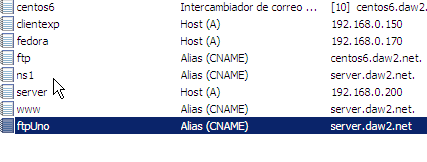 centos6 Intercambiador de correo ... [10] centos6.daw2.net.
clientexp Host (A) 192.168.0.150
fedora Host (A) 192.168.0.170
ftp Alias (CNAME) centos6.daw2.net.
ns1 Alias (CNAME) server.daw2.net.
server Host (A) 192.168.0.200
www Alias (CNAME) server.daw2.net.
ftpUno Alias (CNAME) server.daw2.net